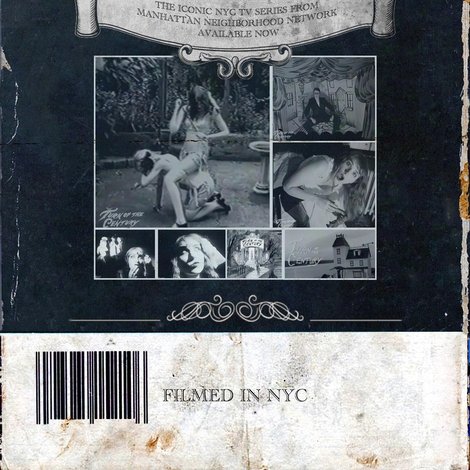 THE ICONIC NYC TV SERIES FROM
MANHATTAN NEIGHBORHOOD NETWORK
AVAILABLE NOW
TURN OF THE
CENTURY
FILMED IN NYC